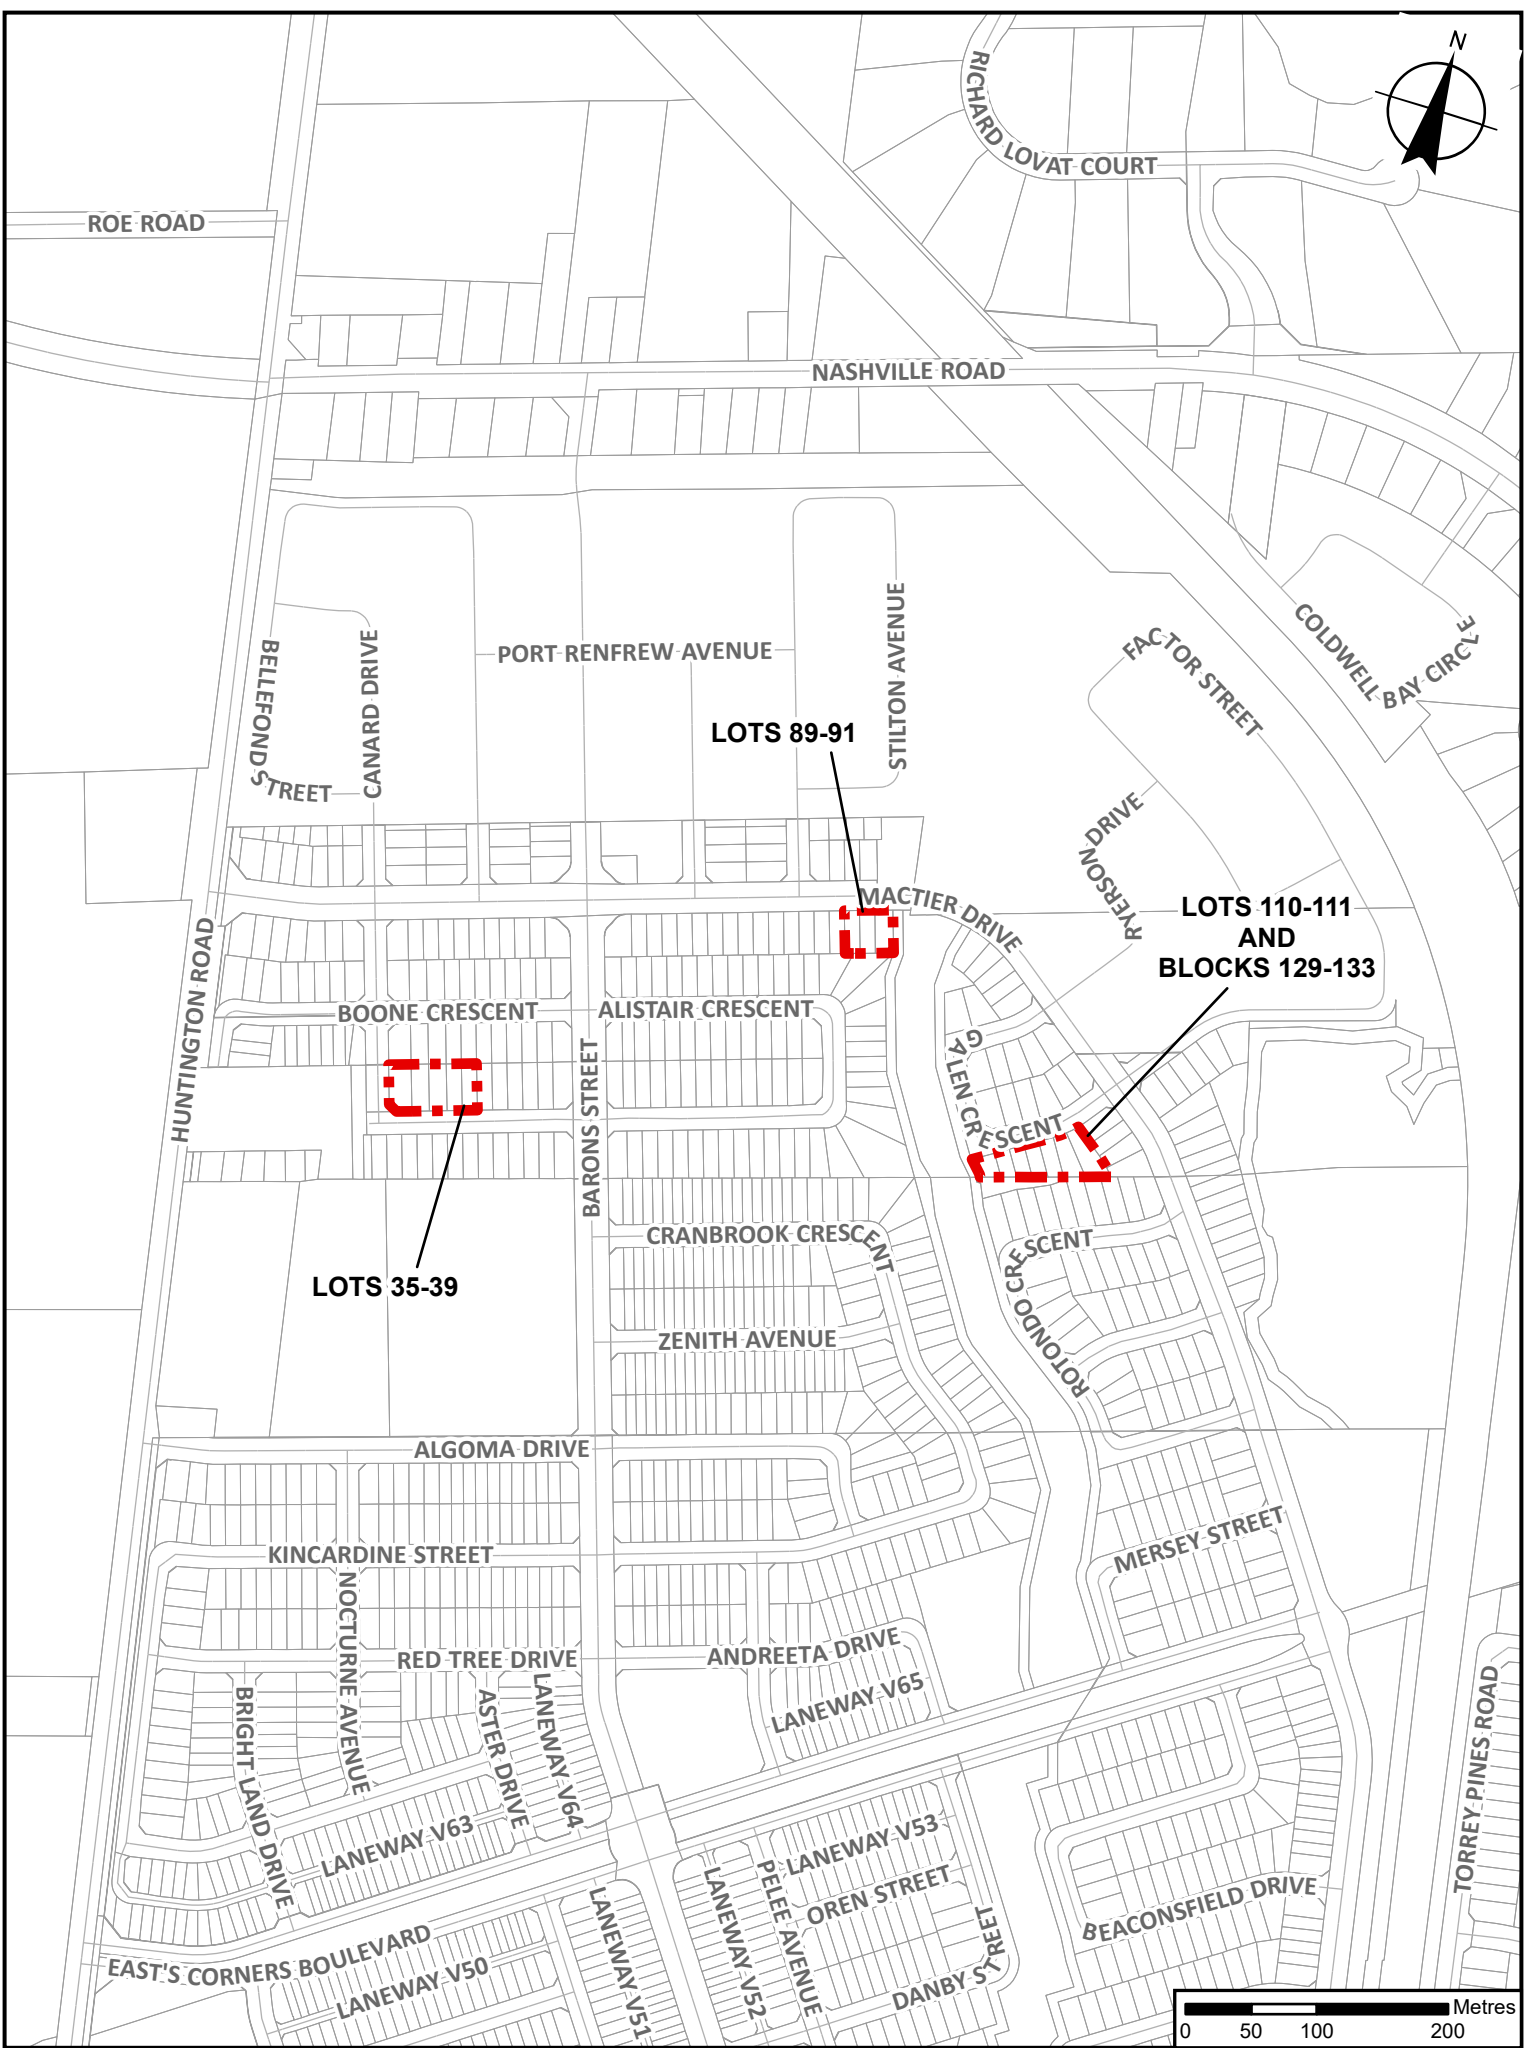 N
RICHARD LOVAT COURT
ROE ROAD
NASHVILLE ROAD
COLDWELL BAY CIRCLE
FACTOR STREET
STILTON AVENUE
PORT RENFREW AVENUE
CANARD DRIVE
BELLEFOND STREET
LOTS 89-91
RYERSON DRIVE
MACTIER DRIVE
LOTS 110-111
AND
BLOCKS 129-133
HUNTINGTON ROAD
BOONE CRESCENT
ALISTAIR CRESCENT
GALEN CRESCENT
BARONS STREET
LOTS 35-39
CRANBROOK CRESCENT
ROTONDO CRESCENT
ZENITH AVENUE
ALGOMA DRIVE
MERSEY STREET
KINCARDINE STREET
NOCTURNE AVENUE
RED TREE DRIVE
ANDREETA DRIVE
LANEWAY V65
BRIGHT LAND DRIVE
ASTER DRIVE
LANEWAY V64
LANEWAY V63
TORREY PINES ROAD
LANEWAY V53
PELEE AVENUE
OREN STREET
LANEWAY V52
LANEWAY V51
BEACONSFIELD DRIVE
EAST'S CORNERS BOULEVARD
LANEWAY V50
DANBY STREET
Metres
0 50 100 200